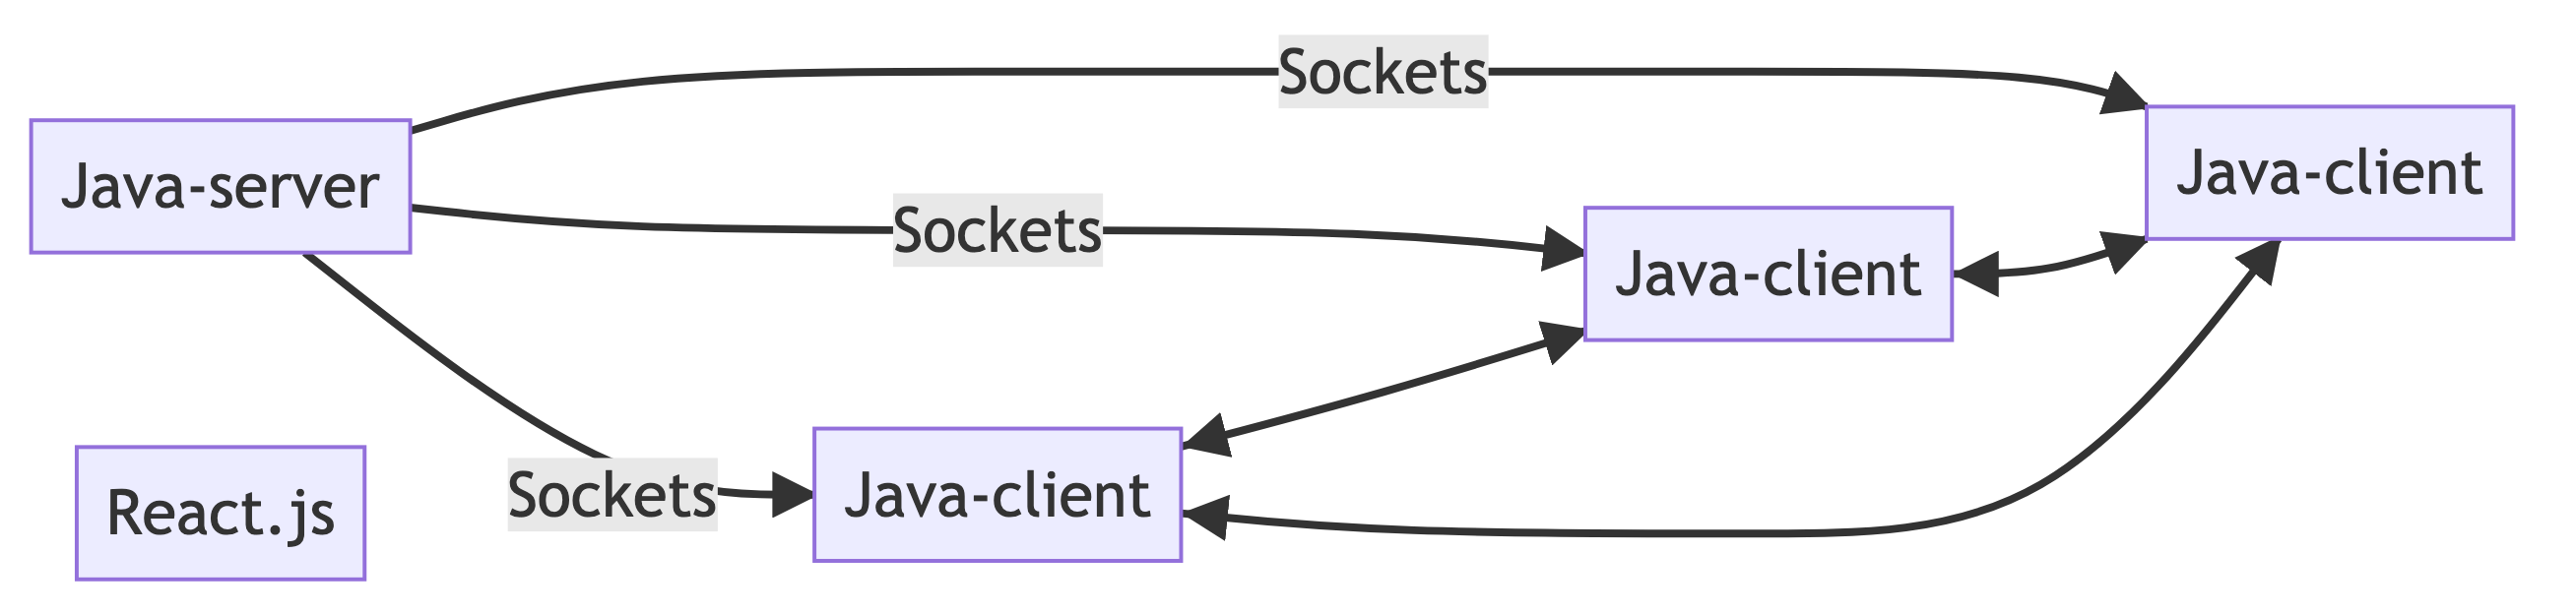 Sockets
Java-server
Java-client
Sockets
Java-client
Sockets
Java-client
React.js